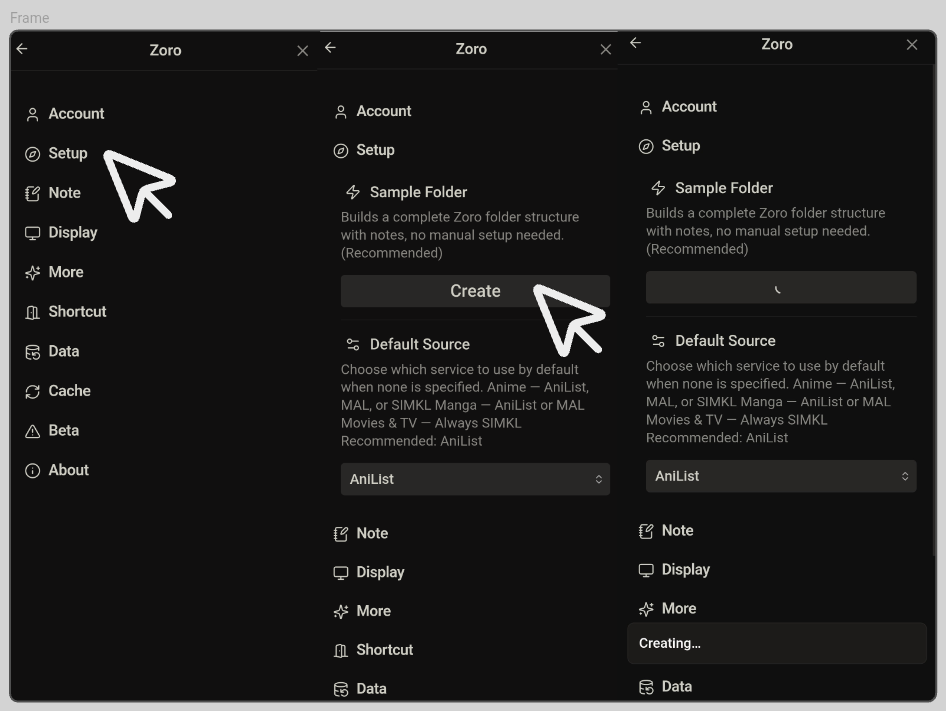 Frame
Zoro
Account
Setup
Note
Display
More
Shortcut
Data
Cache
Beta
About
Zoro
Account
Setup
Sample Folder
Builds a complete Zoro folder structure
with notes, no manual setup needed.
(Recommended)
Create
Default Source
Choose which service to use by default
when none is specified. Anime — AniList,
MAL, or SIMKL Manga — AniList or MAL
Movies & TV — Always SIMKL
Recommended: AniList
AniList
Note
Display
More
Shortcut
Data
Zoro
Account
Setup
Sample Folder
Builds a complete Zoro folder structure
with notes, no manual setup needed.
(Recommended)
Default Source
Choose which service to use by default
when none is specified. Anime — AniList,
MAL, or SIMKL Manga — AniList or MAL
Movies & TV — Always SIMKL
Recommended: AniList
AniList
Note
Display
More
Creating...
Data